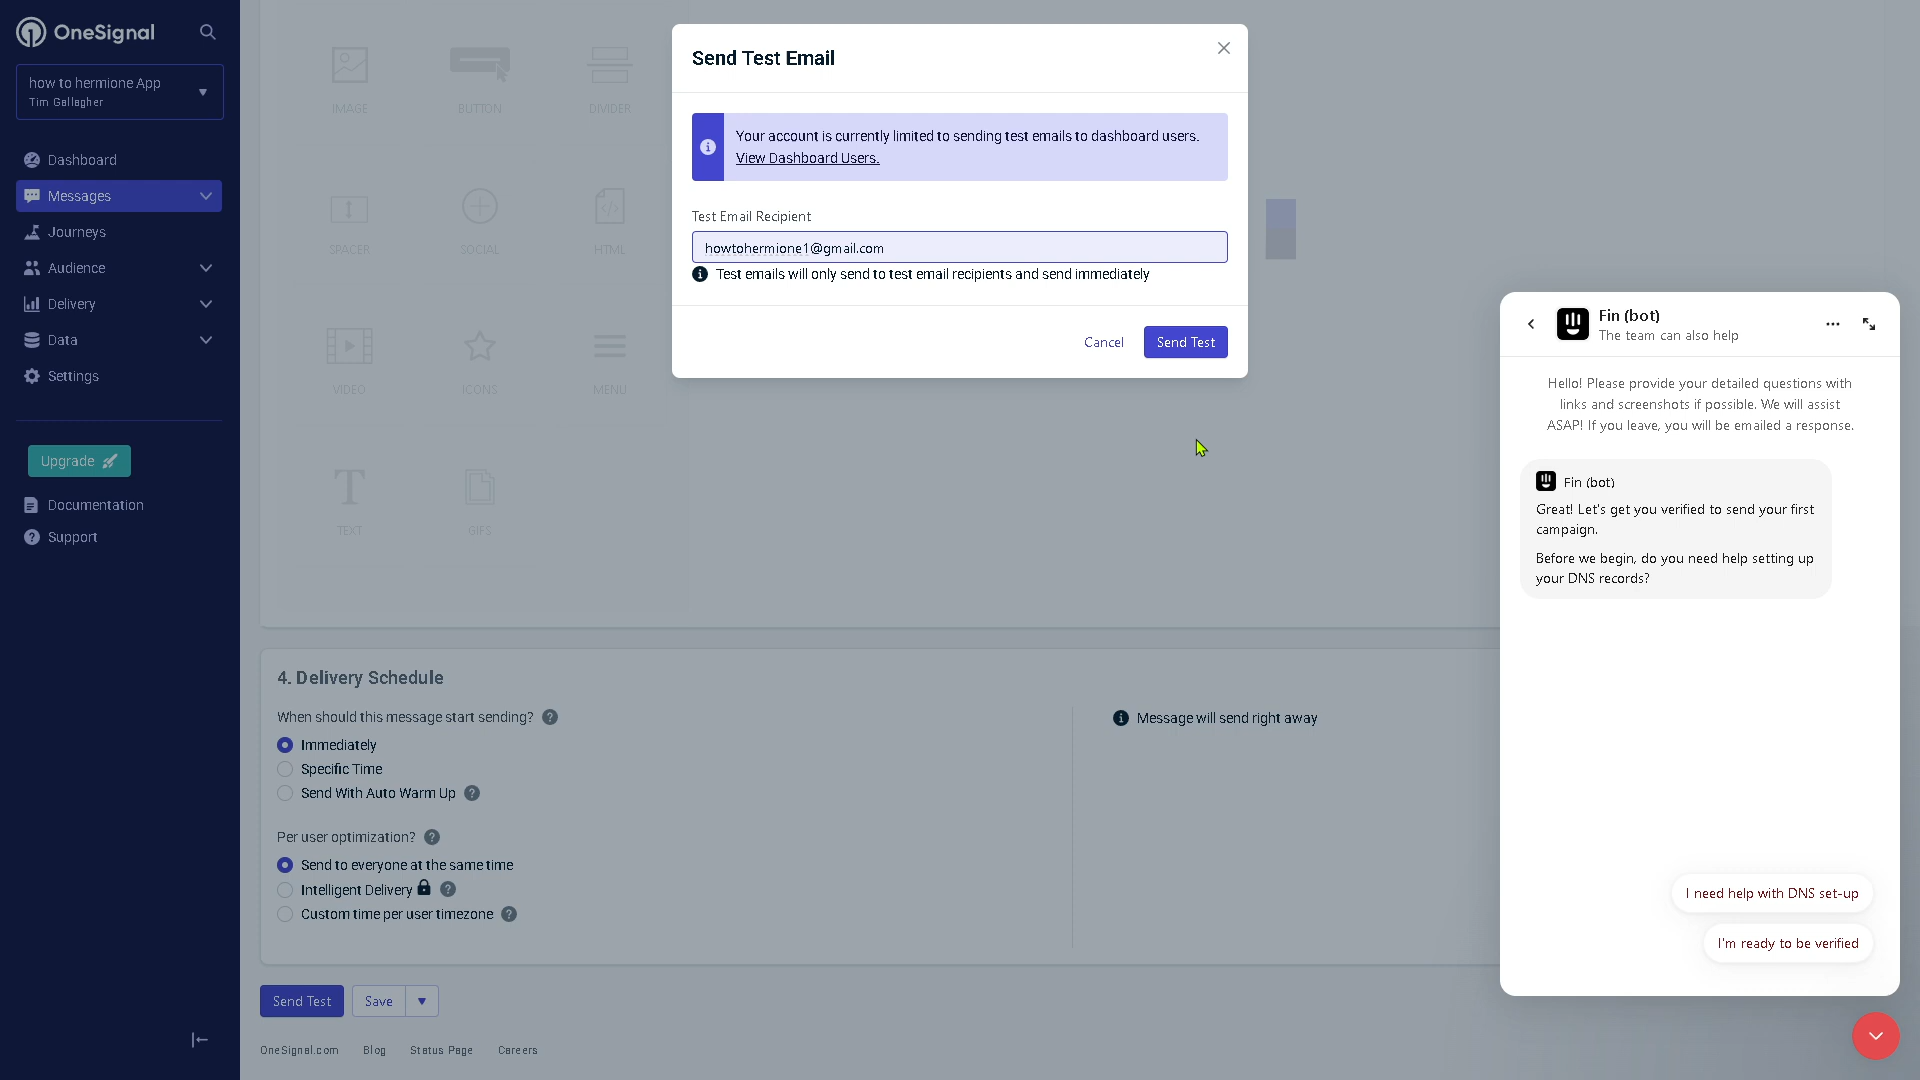 OneSignal
how to hermione App
Tim Gallagher
Dashboard
Messages
Journeys
Audience
Delivery
Data
Settings
Upgrade
Documentation
Support
IMAGE
BUTTON
DIVIDER
SPACER
SOCIAL
HTML
VIDEO
ICONS
MENU
TEXT
GIFS
Send Test Email
Your account is currently limited to sending test emails to dashboard users.
View Dashboard Users.
Test Email Recipient
howtohermione1@gmail.com
Test emails will only send to test email recipients and send immediately
Cancel
Send Test
4. Delivery Schedule
When should this message start sending?
Immediately
Specific Time
Send With Auto Warm Up
Per user optimization?
Send to everyone at the same time
Intelligent Delivery
Custom time per user timezone
Message will send right away
Send Test
Save
OneSignal.com
Blog
Status Page
Careers
Fin (bot)
The team can also help
Hello! Please provide your detailed questions with
links and screenshots if possible. We will assist
ASAP! If you leave, you will be emailed a response.
Fin (bot)
Great! Let's get you verified to send your first
campaign.
Before we begin, do you need help setting up
your DNS records?
I need help with DNS set-up
I'm ready to be verified